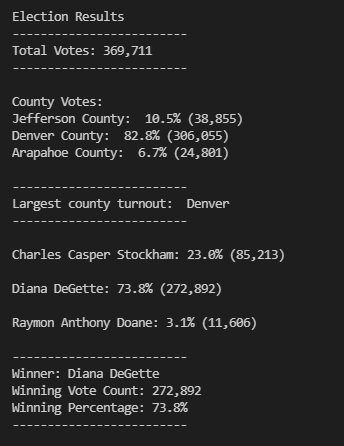 Election Results
-------------------------
Total Votes: 369,711
-------------------------
County Votes:
Jefferson County:  10.5% (38,855)
Denver County:  82.8% (306,055)
Arapahoe County:  6.7% (24,801)
-------------------------
Largest county turnout:  Denver
-------------------------
Charles Casper Stockham: 23.0% (85,213)
Diana DeGette: 73.8% (272,892)
Raymon Anthony Doane: 3.1% (11,606)
-------------------------
Winner: Diana DeGette
Winning Vote Count: 272,892
Winning Percentage: 73.8%
-------------------------